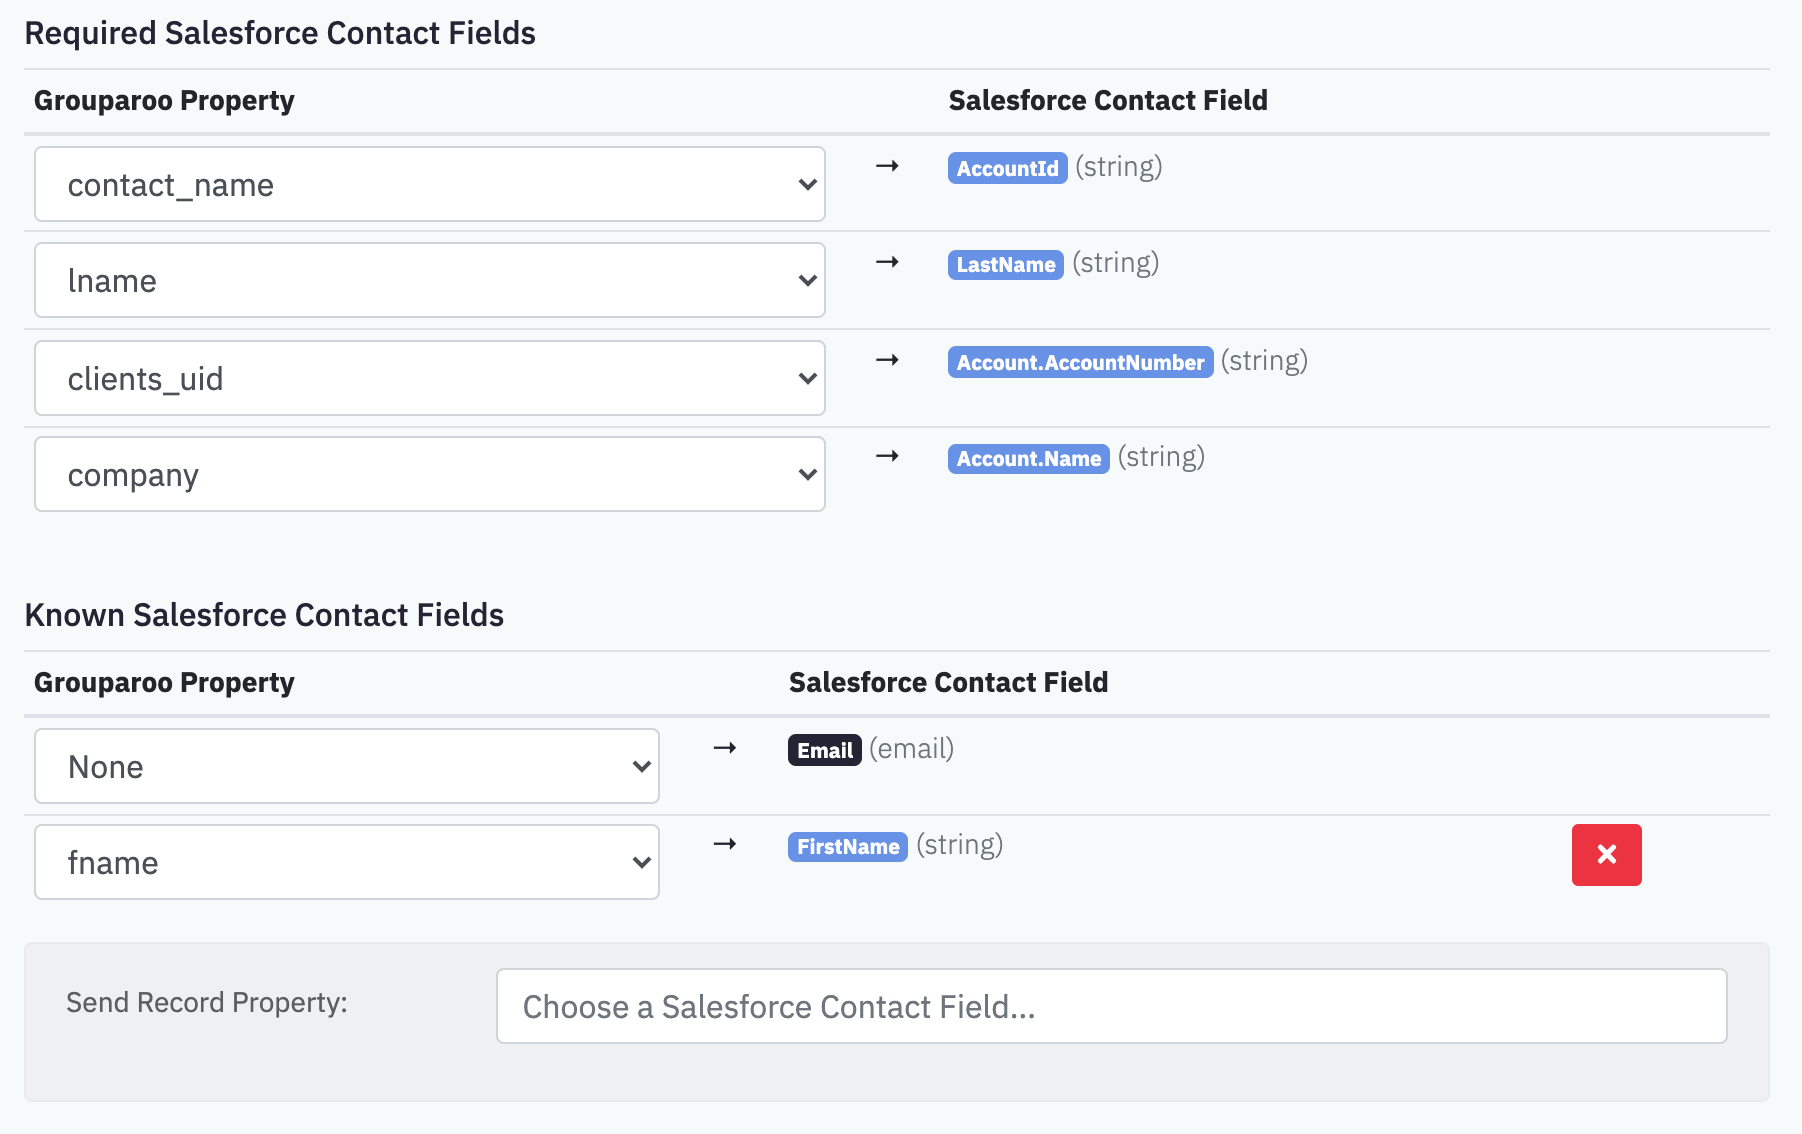 Required Salesforce Contact Fields
Grouparoo Property Salesforce Contact Field
contact_name → AccountId (string)
lname → LastName (string)
clients_uid → Account.AccountNumber (string)
company → Account.Name (string)
Known Salesforce Contact Fields
Grouparoo Property Salesforce Contact Field
None → Email (email)
fname → FirstName (string)
Send Record Property: Choose a Salesforce Contact Field...